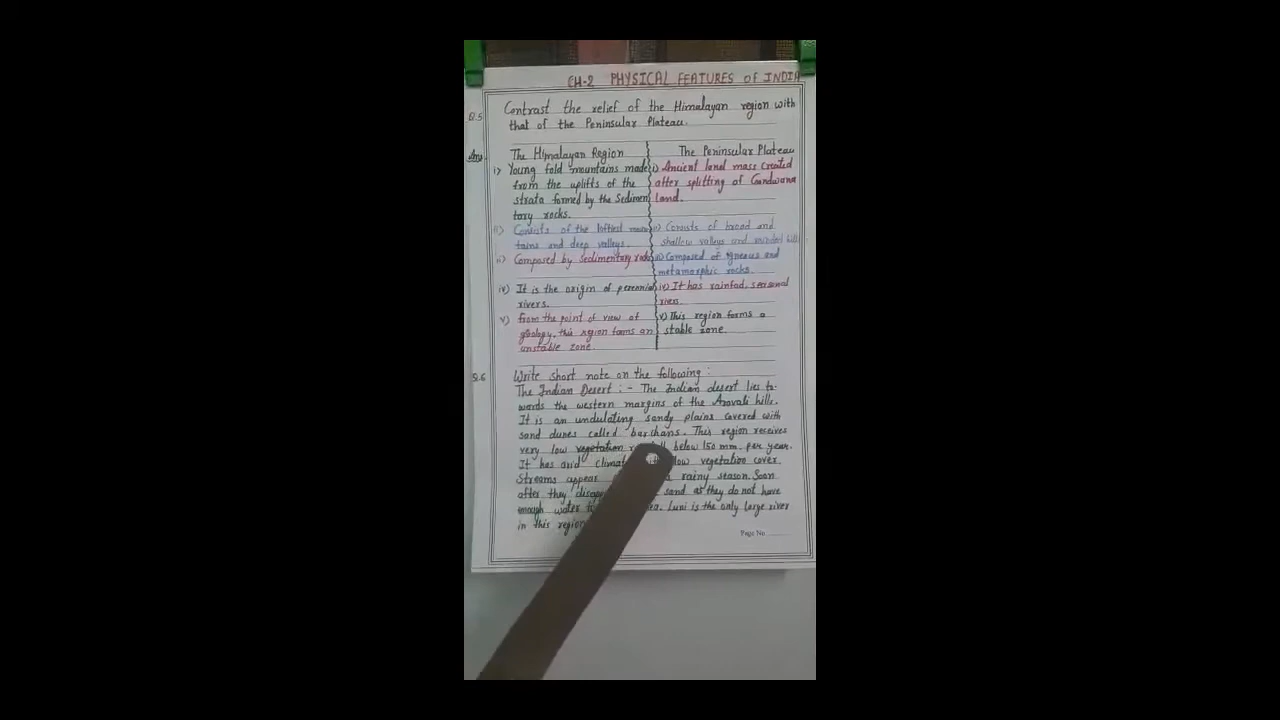 CH-2 PHYSICAL FEATURES OF INDIA
Q.5 Contrast the relief of the Himalayan region with
that of the Peninsular Plateau.
Ans. The Himalayan Region
i) Young fold mountains made
from the uplifts of the
strata formed by the Sedimen
tary rocks.
ii) Consists of the loftiest moun
tains and deep valleys.
ii) Composed by Sedimentary rocks
iv) It is the origin of perennial
rivers.
v) From the point of view of
geology, this region forms an
unstable zone.
The Peninsular Plateau
i) Ancient land mass created
after splitting of Gondwana
land.
ii) Consists of broad and
shallow valleys and rounded hills
iii) Composed of igneous and
metamorphic rocks.
iv) It has rainfed, seasonal
rivers.
v) This region forms a
stable zone.
Q.6 Write short note on the following:
The Indian Desert :- The Indian desert lies to-
wards the western margins of the Aravali hills.
It is an undulating sandy plains covered with
sand dunes called barchans. This region receives
very low vegetation below 150 mm. per year.
It has arid low vegetation cover.
Streams appear rainy season. Soon
after they sand as they do not have
enough water Luni is the only large river
in this region
Page No.